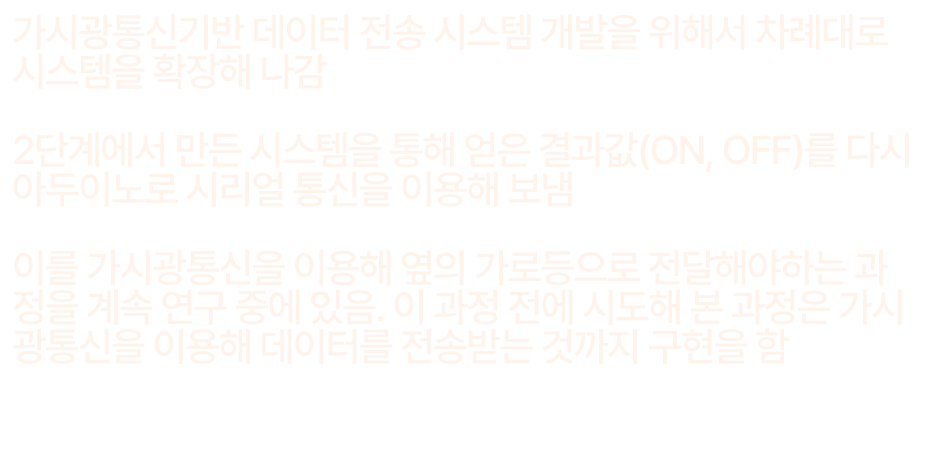 가시광통신기반 데이터 전송 시스템 개발을 위해서 차례대로
시스템을 확장해 나감
2단계에서 만든 시스템을 통해 얻은 결과값(ON, OFF)를 다시
아두이노로 시리얼 통신을 이용해 보냄
이를 가시광통신을 이용해 옆의 가로등으로 전달해야하는 과
정을 계속 연구 중에 있음. 이 과정 전에 시도해 본 과정은 가시
광통신을 이용해 데이터를 전송받는 것까지 구현을 함